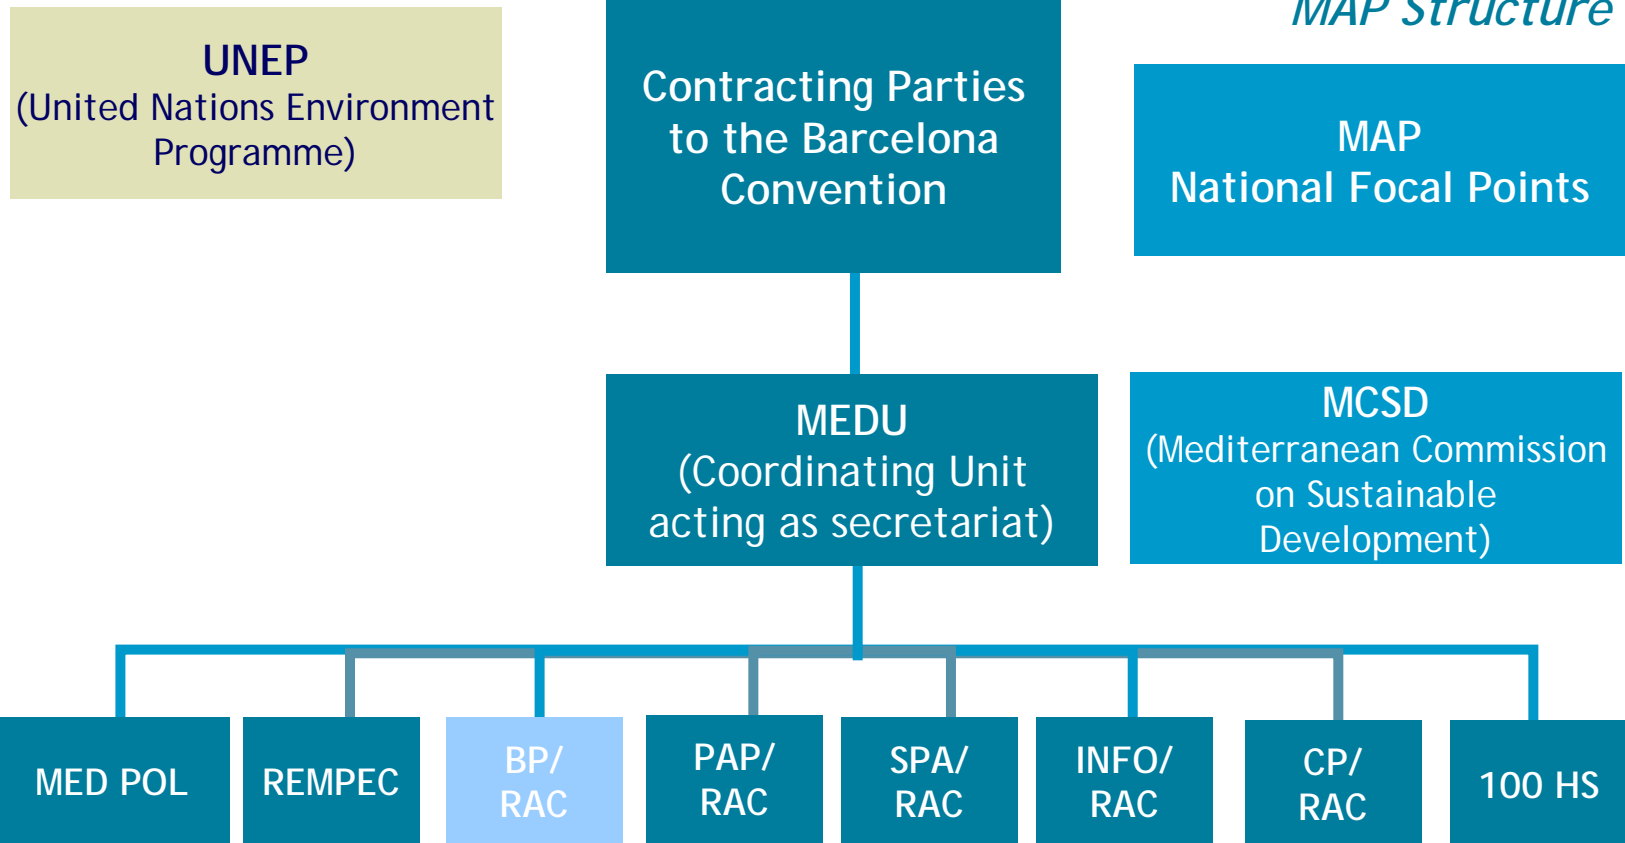 MAP Structure
UNEP
(United Nations Environment
Programme)
Contracting Parties
to the Barcelona
Convention
MAP
National Focal Points
MEDU
(Coordinating Unit
acting as secretariat)
MCSD
(Mediterranean Commission
on Sustainable
Development)
MED POL
REMPEC
BP/
RAC
PAP/
RAC
SPA/
RAC
INFO/
RAC
CP/
RAC
100 HS